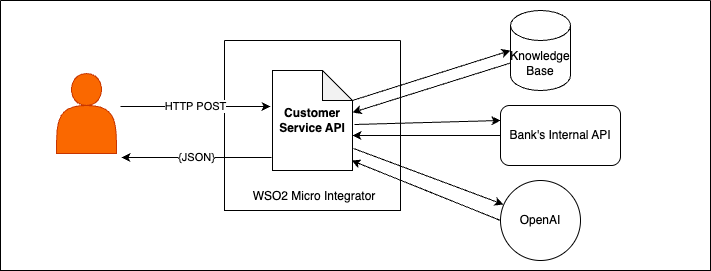 HTTP POST
{JSON}
Customer
Service API
WSO2 Micro Integrator
Knowledge
Base
Bank's Internal API
OpenAI